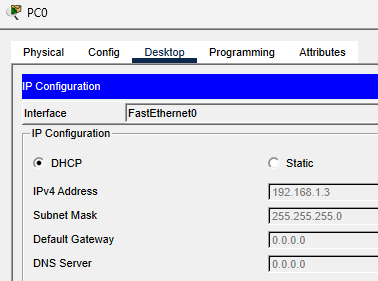 PC0
Physical Config Desktop Programming Attributes
IP Configuration
Interface FastEthernet0
IP Configuration
DHCP Static
IPv4 Address 192.168.1.3
Subnet Mask 255.255.255.0
Default Gateway 0.0.0.0
DNS Server 0.0.0.0